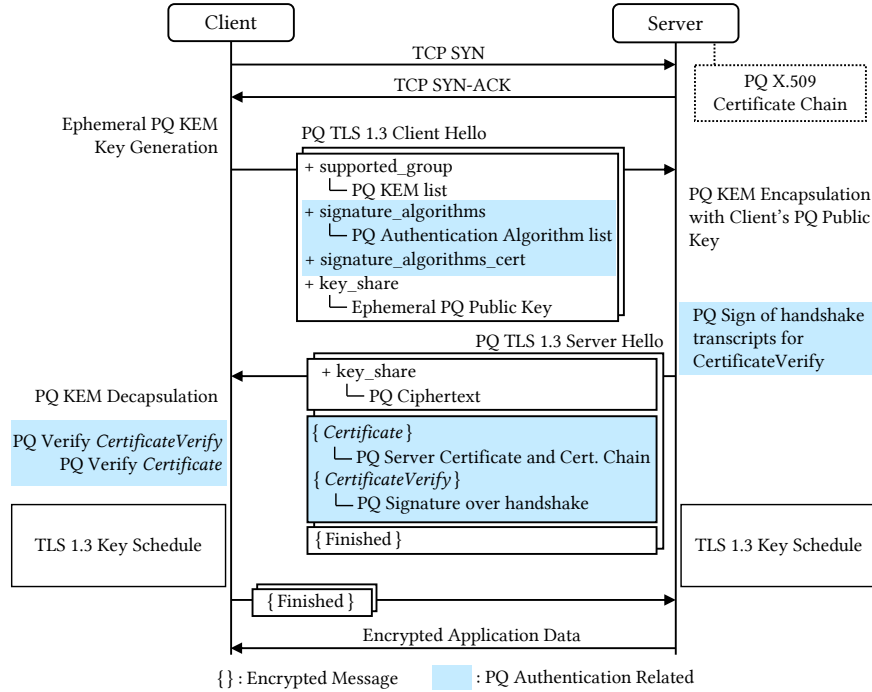 Client
Server
TCP SYN
TCP SYN-ACK
PQ X.509
Certificate Chain
Ephemeral PQ KEM
Key Generation
PQ TLS 1.3 Client Hello
+ supported_group
PQ KEM list
+ signature_algorithms
PQ Authentication Algorithm list
+ signature_algorithms_cert
+ key_share
Ephemeral PQ Public Key
PQ KEM Encapsulation
with Client's PQ Public
Key
PQ Sign of handshake
transcripts for
CertificateVerify
PQ TLS 1.3 Server Hello
+ key_share
PQ Ciphertext
PQ KEM Decapsulation
{ Certificate }
PQ Server Certificate and Cert. Chain
{ CertificateVerify }
PQ Signature over handshake
PQ Verify CertificateVerify
PQ Verify Certificate
{ Finished }
TLS 1.3 Key Schedule
TLS 1.3 Key Schedule
{ Finished }
Encrypted Application Data
{} : Encrypted Message
: PQ Authentication Related